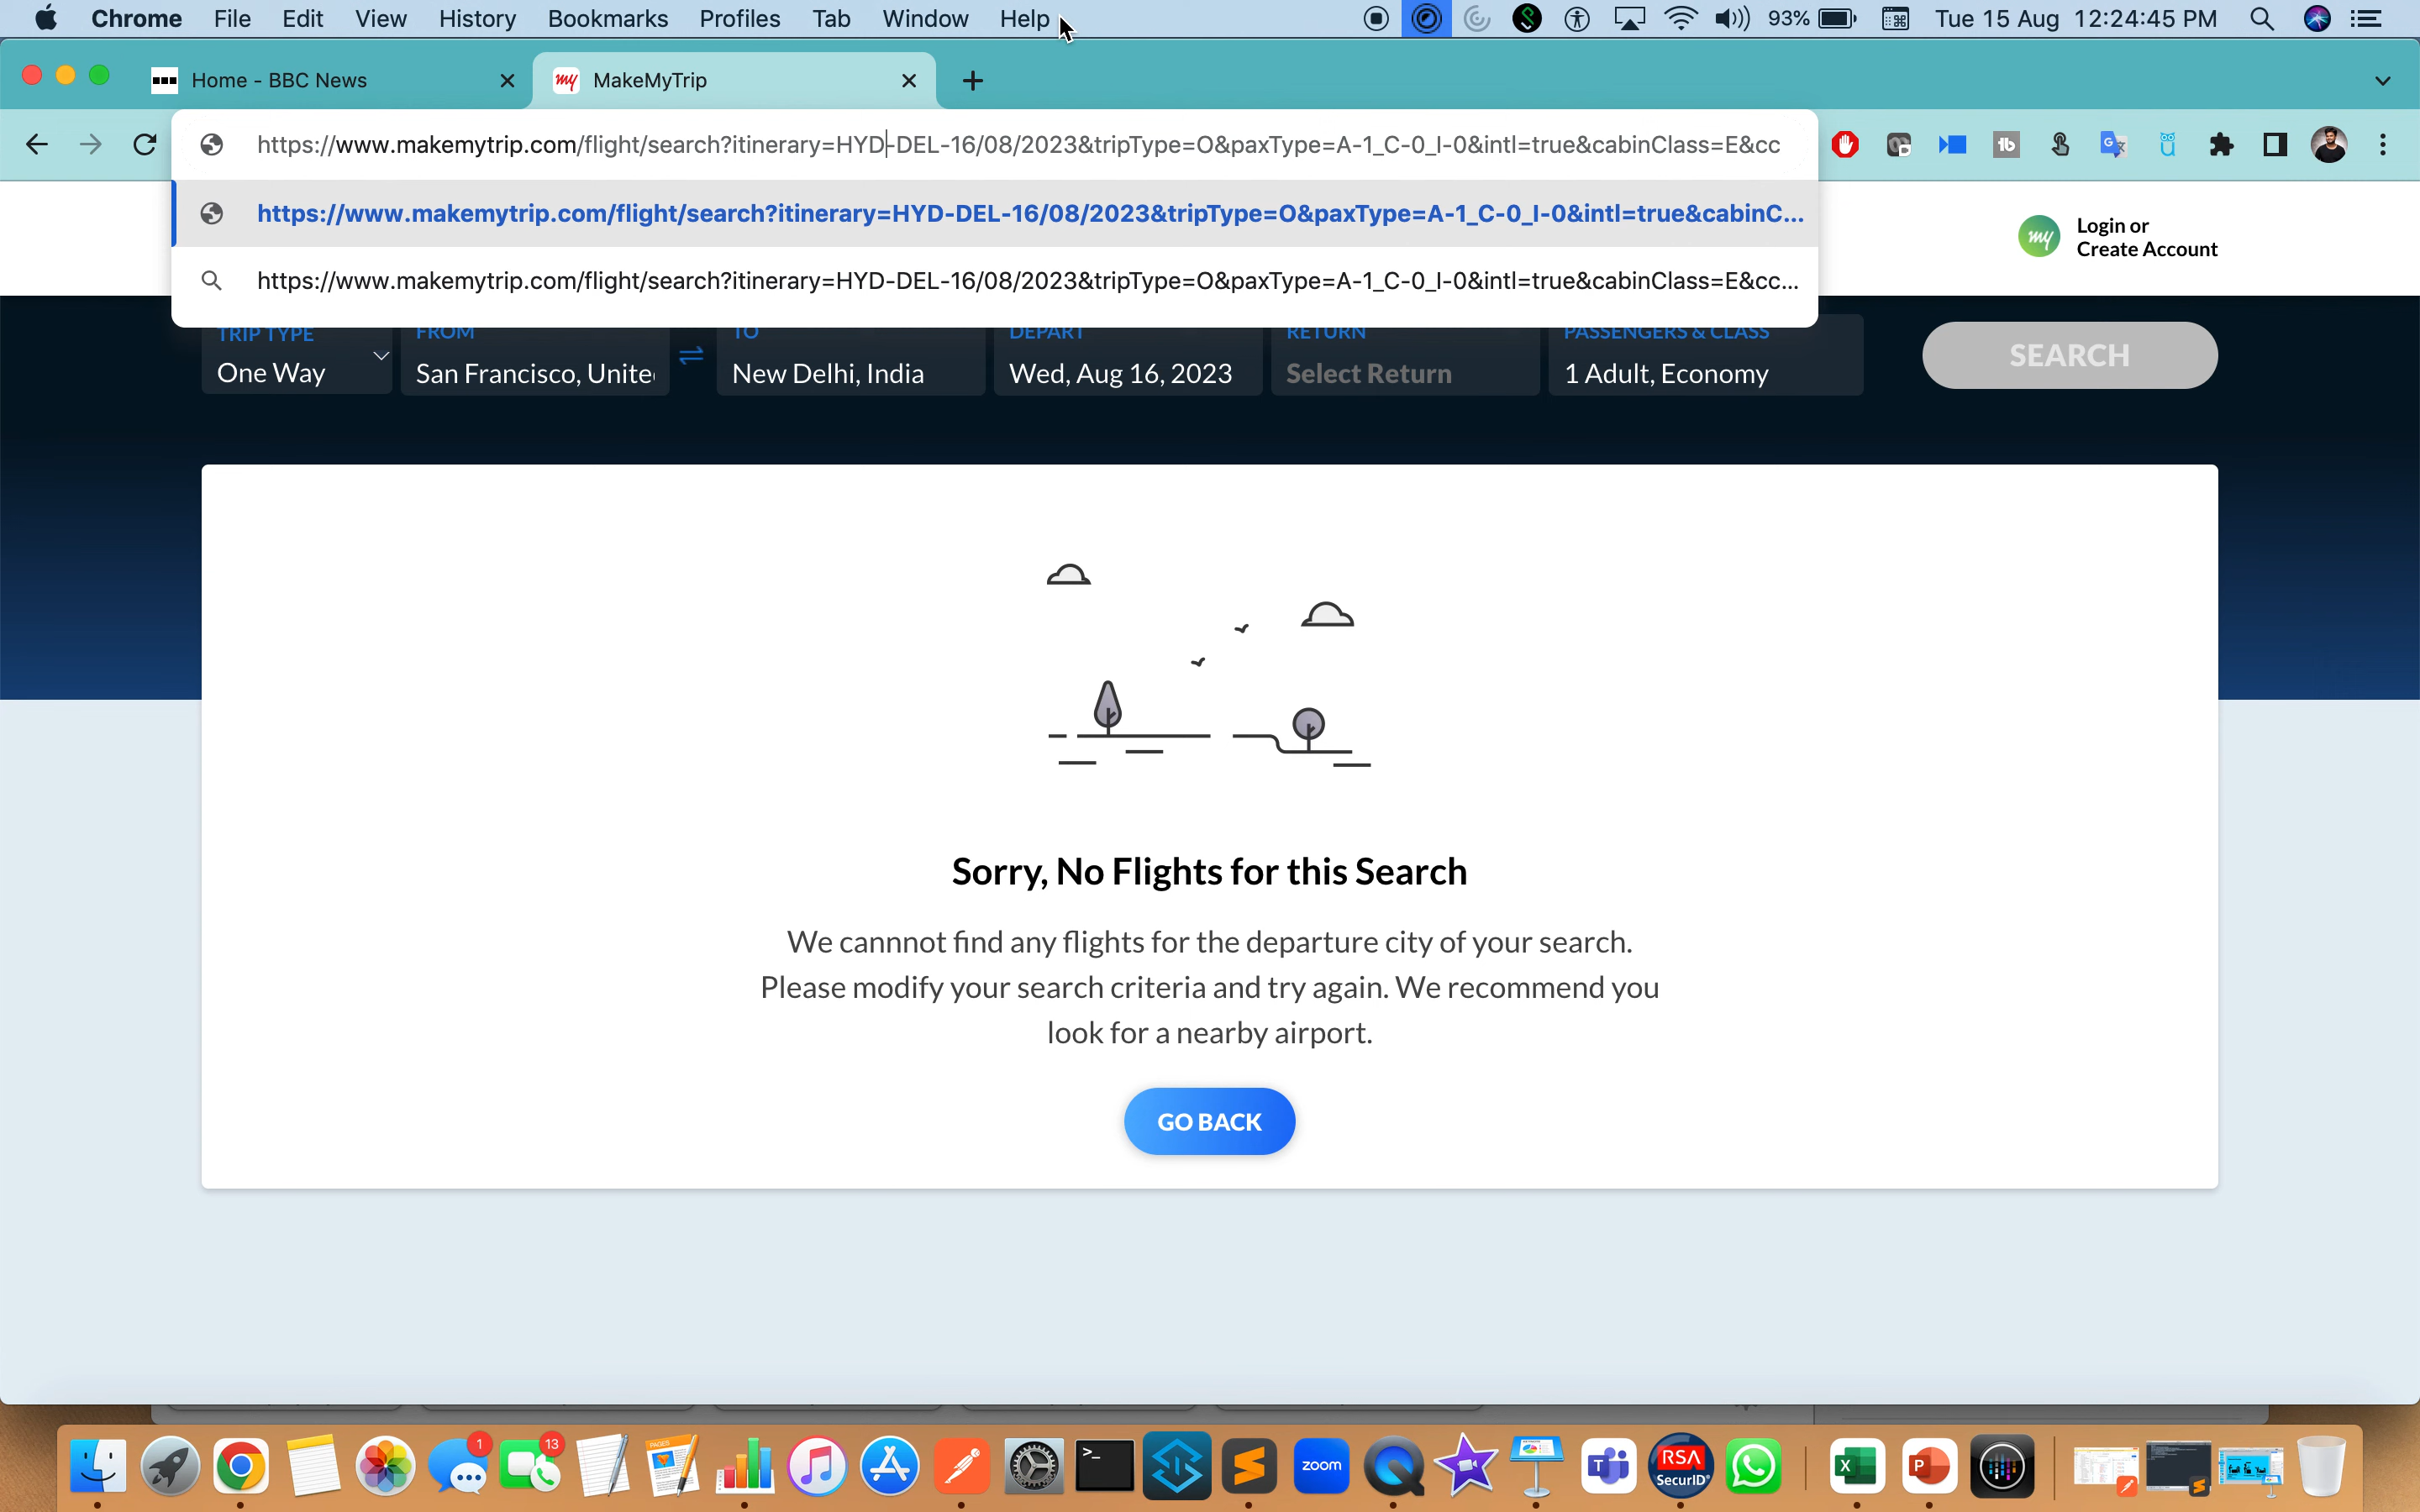 Chrome File Edit View History Bookmarks Profiles Tab Window Help 93% Tue 15 Aug 12:24:45 PM
Home - BBC News MakeMyTrip
https://www.makemytrip.com/flight/search?itinerary=HYD-DEL-16/08/2023&tripType=O&paxType=A-1_C-0_I-0&intl=true&cabinClass=E&cc
https://www.makemytrip.com/flight/search?itinerary=HYD-DEL-16/08/2023&tripType=O&paxType=A-1_C-0_I-0&intl=true&cabinC...
my Login or
Create Account
https://www.makemytrip.com/flight/search?itinerary=HYD-DEL-16/08/2023&tripType=O&paxType=A-1_C-0_I-0&intl=true&cabinClass=E&cc...
TRIP TYPE FROM TO DEPART RETURN PASSENGERS & CLASS
One Way San Francisco, Unite New Delhi, India Wed, Aug 16, 2023 Select Return 1 Adult, Economy SEARCH
Sorry, No Flights for this Search
We cannnot find any flights for the departure city of your search.
Please modify your search criteria and try again. We recommend you
look for a nearby airport.
GO BACK
1 13 PAGES zoom RSA SecurID